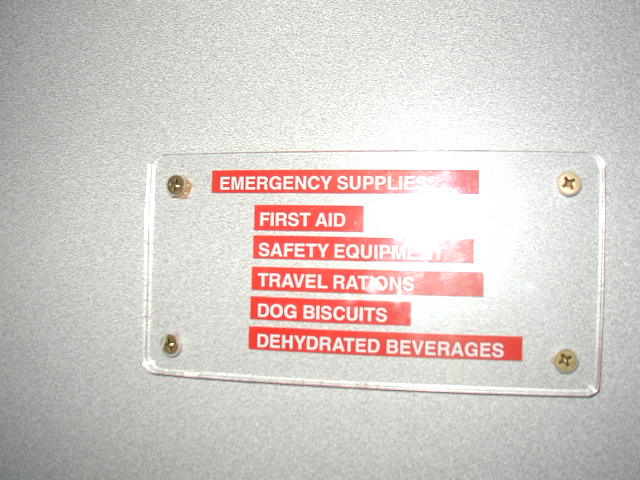 EMERGENCY SUPPLIES
FIRST AID
SAFETY EQUIPMENT
TRAVEL RATIONS
DOG BISCUITS
DEHYDRATED BEVERAGES